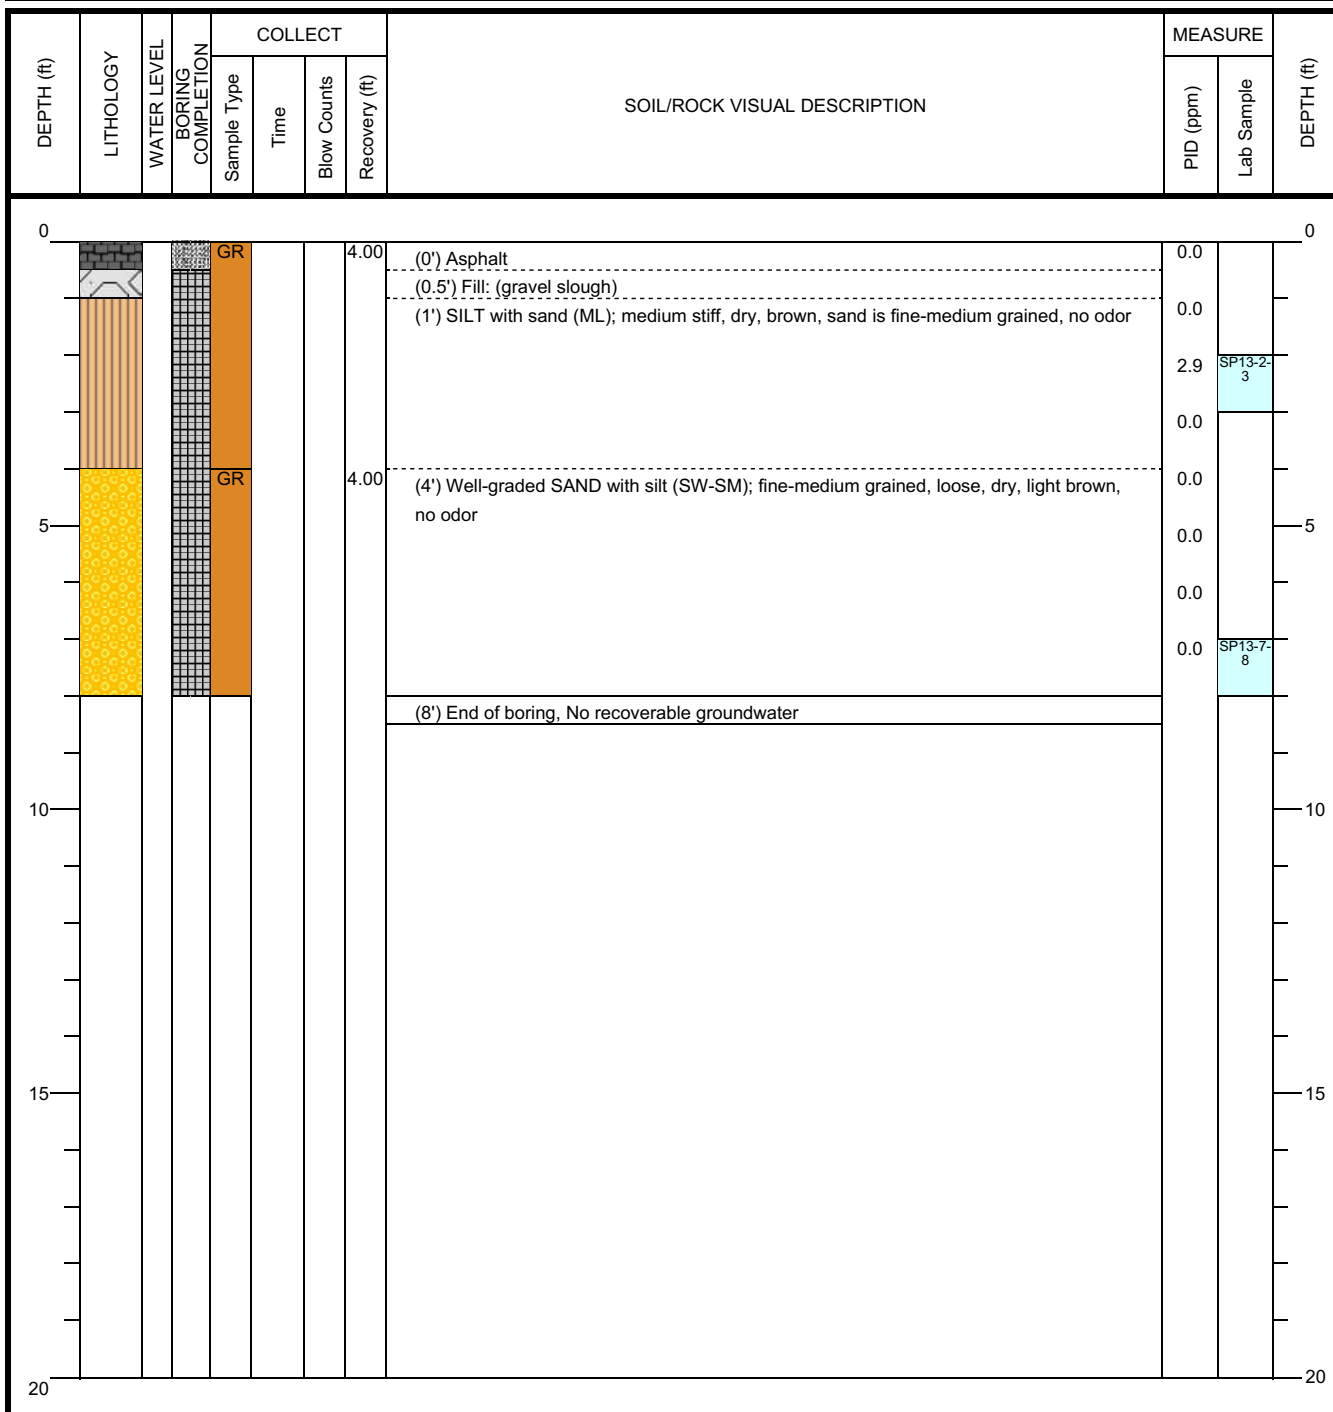 COLLECT
MEASURE
DEPTH (ft)
LITHOLOGY
WATER LEVEL
BORING
COMPLETION
Sample Type
Time
Blow Counts
Recovery (ft)
SOIL/ROCK VISUAL DESCRIPTION
PID (ppm)
Lab Sample
DEPTH (ft)
0
0
GR
4.00
(0') Asphalt
0.0
(0.5') Fill: (gravel slough)
(1') SILT with sand (ML); medium stiff, dry, brown, sand is fine-medium grained, no odor
0.0
2.9
SP13-2-
3
0.0
GR
4.00
(4') Well-graded SAND with silt (SW-SM); fine-medium grained, loose, dry, light brown,
no odor
0.0
5
5
0.0
0.0
0.0
SP13-7-
8
(8') End of boring, No recoverable groundwater
10
10
15
15
20
20